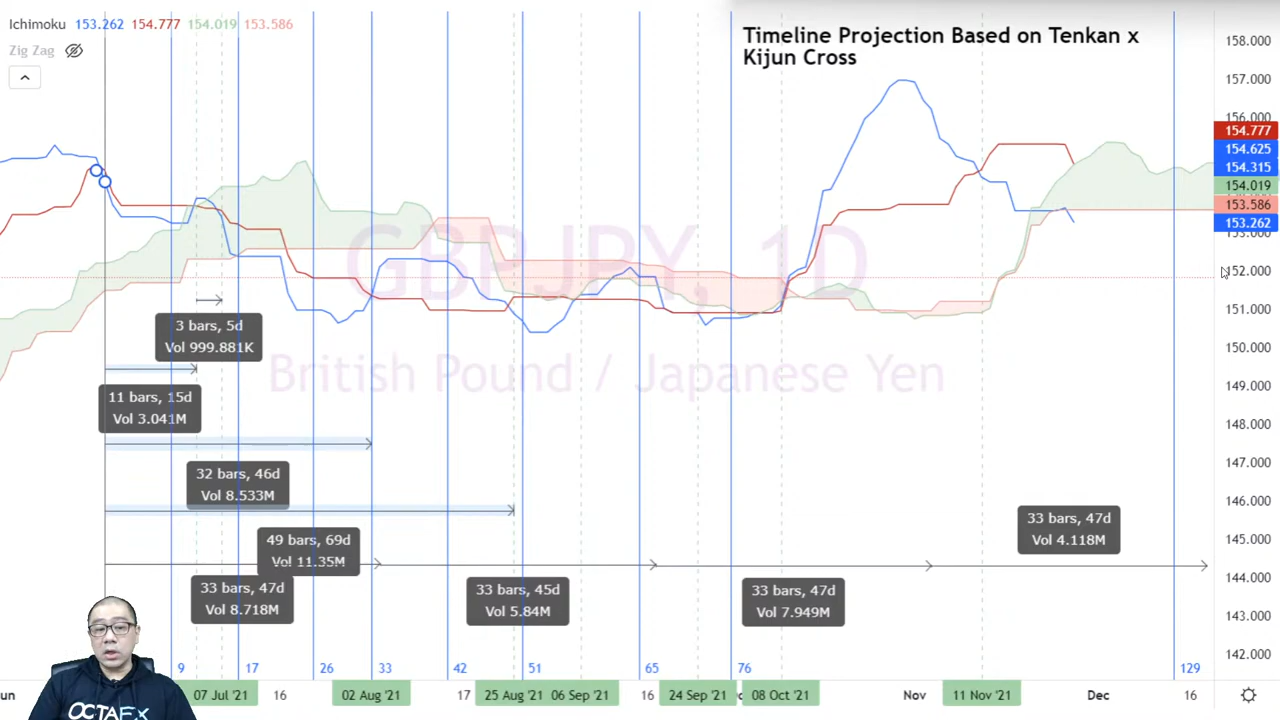 Ichimoku 153.262 154.777 154.019 153.586
Zig Zag
Timeline Projection Based on Tenkan x
Kijun Cross
158.000
157.000
156.000
154.777
154.625
154.315
154.019
153.586
153.262
153.000
152.000
151.000
150.000
149.000
148.000
147.000
146.000
145.000
144.000
143.000
142.000
GBPJPY, 1D
British Pound / Japanese Yen
3 bars, 5d
Vol 999.881K
11 bars, 15d
Vol 3.041M
32 bars, 46d
Vol 8.533M
49 bars, 69d
Vol 11.35M
33 bars, 47d
Vol 8.718M
33 bars, 45d
Vol 5.84M
33 bars, 47d
Vol 7.949M
33 bars, 47d
Vol 4.118M
9 17 26 33 42 51 65 76 129
07 Jul '21 16 02 Aug '21 17 25 Aug '21 06 Sep '21 16 24 Sep '21 08 Oct '21 Nov 11 Nov '21 Dec 16
OCTAFX